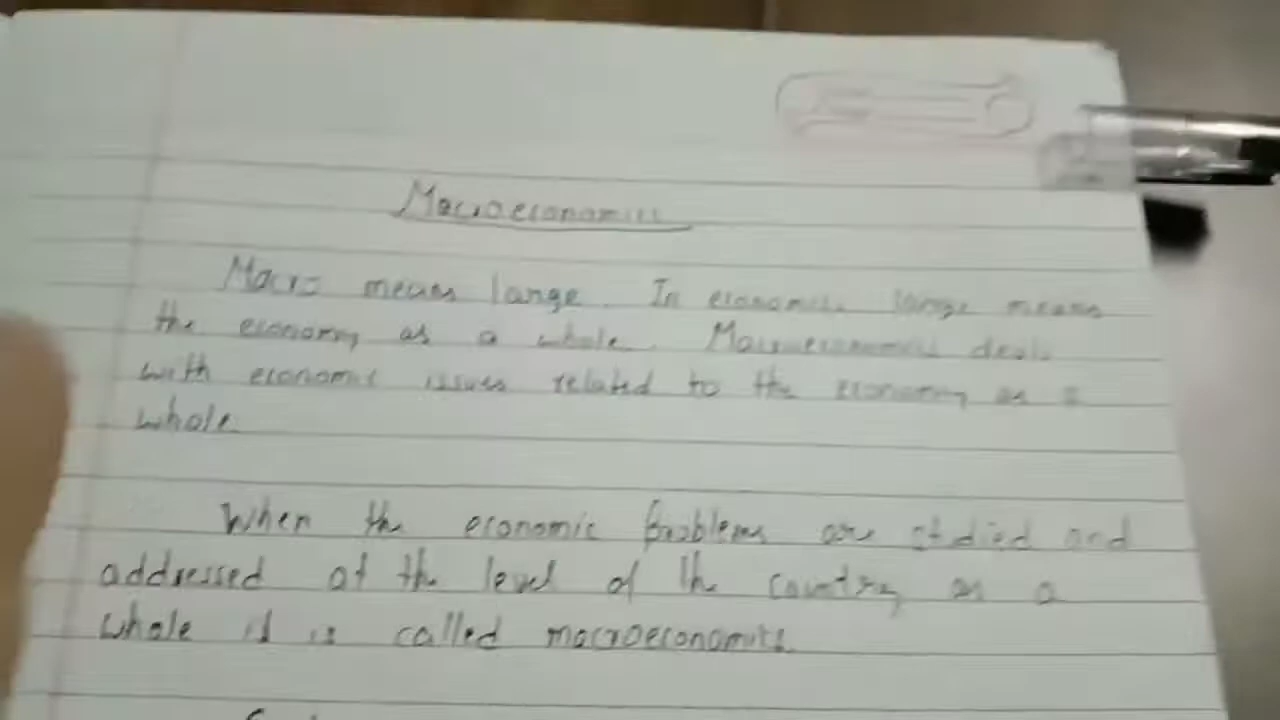 Macroeconomics
Macro means large. In economics large means
the economy as a whole. Macroeconomics deals
with economic issues related to the economy as a
whole.
When the economic problems are studied and
addressed at the level of the country as a
whole it is called macroeconomics.